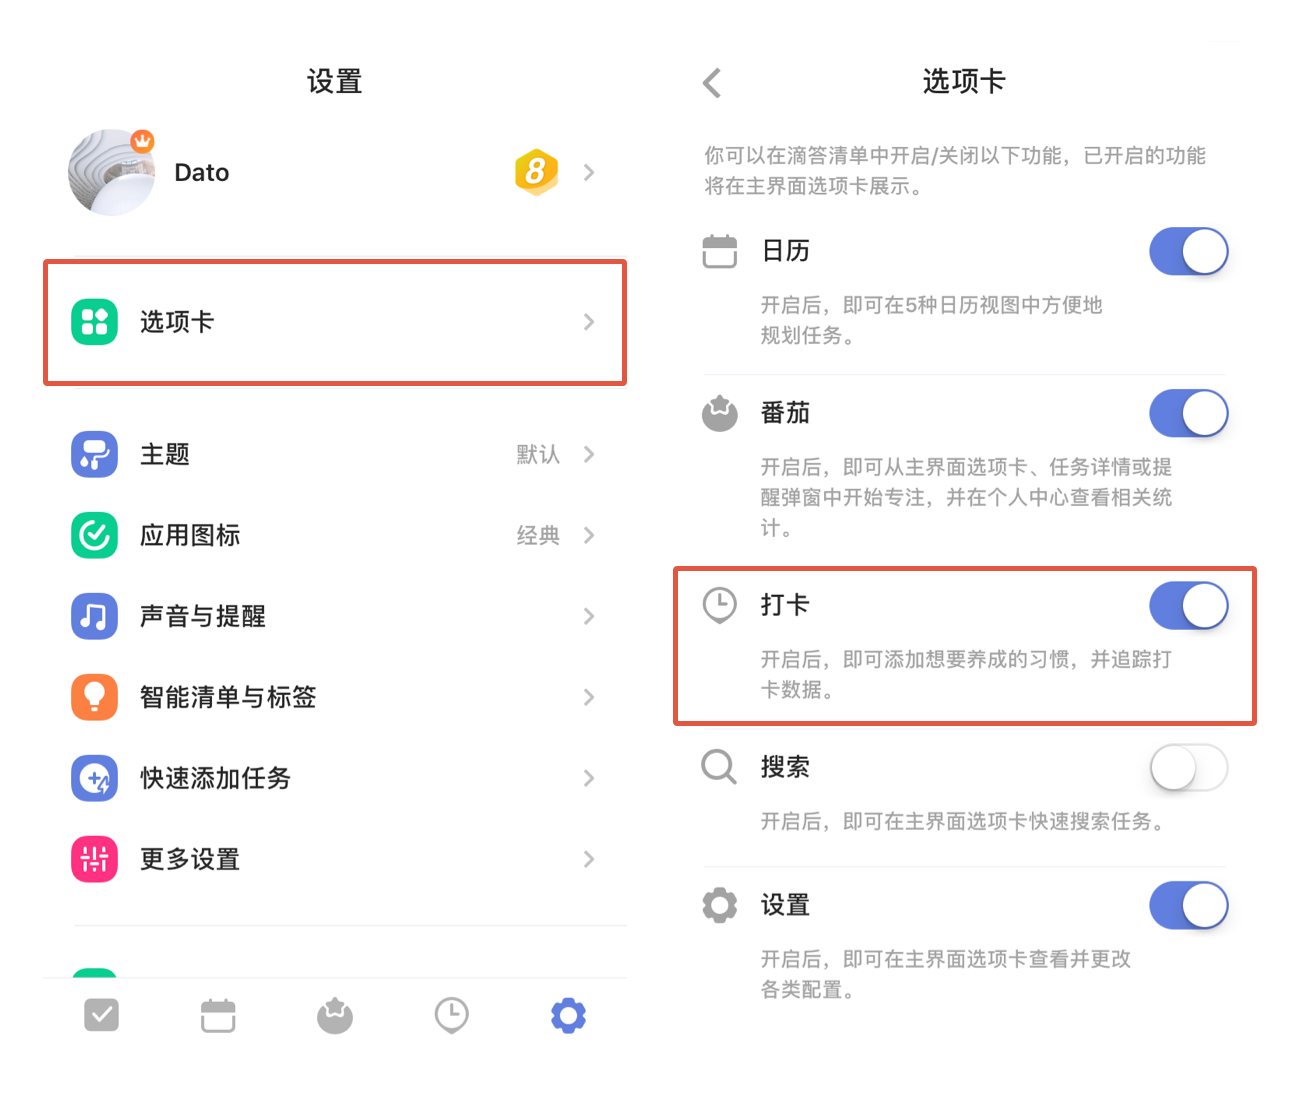 设置
Dato
8
选项卡
主题
默认
应用图标
经典
声音与提醒
智能清单与标签
快速添加任务
更多设置
选项卡
你可以在滴答清单中开启/关闭以下功能，已开启的功能
将在主界面选项卡展示。
日历
开启后，即可在5种日历视图中方便地
规划任务。
番茄
开启后，即可从主界面选项卡、任务详情或提
醒弹窗中开始专注，并在个人中心查看相关统
计。
打卡
开启后，即可添加想要养成的习惯，并追踪打
卡数据。
搜索
开启后，即可在主界面选项卡快速搜索任务。
设置
开启后，即可在主界面选项卡查看并更改
各类配置。